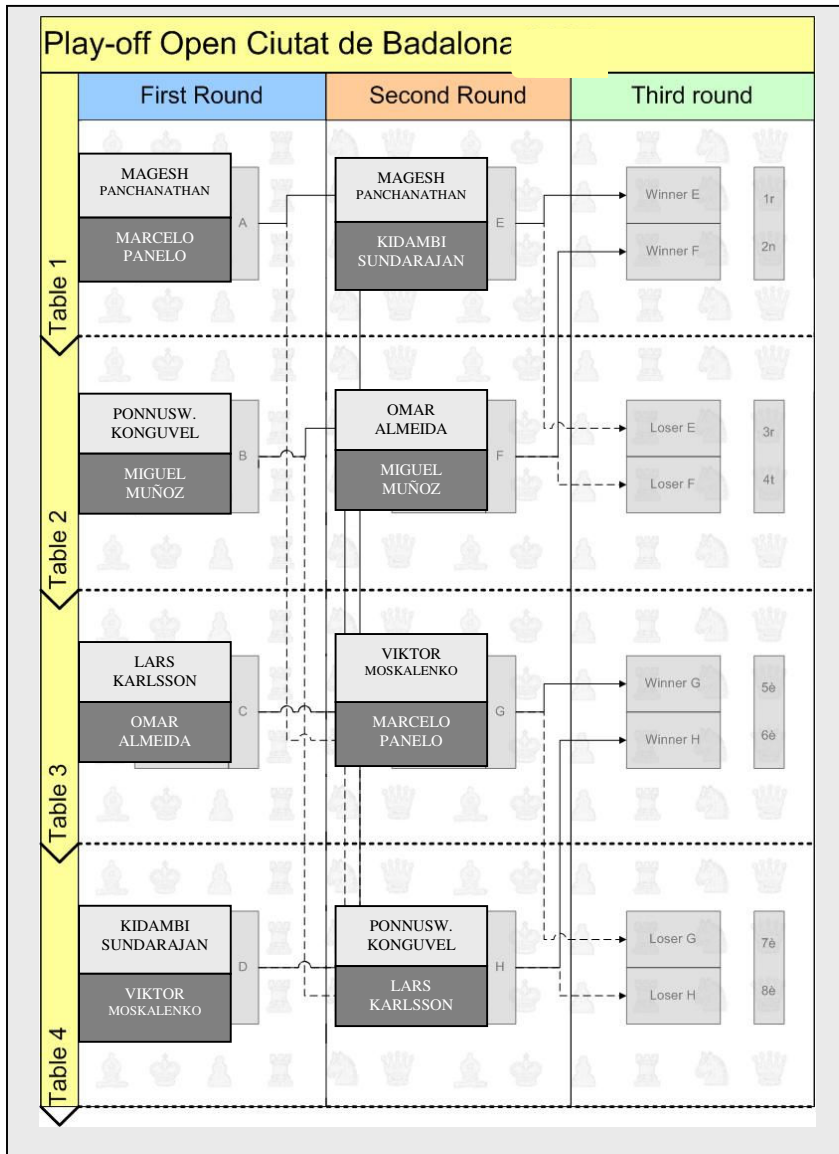 Play-off Open Ciutat de Badalona
First Round
Second Round
Third round
Table 1
MAGESH
PANCHANATHAN
MARCELO
PANELO
A
MAGESH
PANCHANATHAN
KIDAMBI
SUNDARAJAN
E
Winner E
Winner F
1r
2n
Table 2
PONNUSW.
KONGUVEL
MIGUEL
MUÑOZ
B
OMAR
ALMEIDA
MIGUEL
MUÑOZ
F
Loser E
Loser F
3r
4t
Table 3
LARS
KARLSSON
OMAR
ALMEIDA
C
VIKTOR
MOSKALENKO
MARCELO
PANELO
G
Winner G
Winner H
5è
6è
Table 4
KIDAMBI
SUNDARAJAN
VIKTOR
MOSKALENKO
D
PONNUSW.
KONGUVEL
LARS
KARLSSON
H
Loser G
Loser H
7è
8è